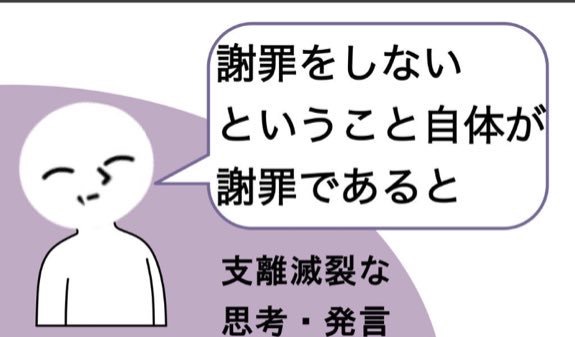 謝罪をしない
ということ自体が
謝罪であると
支離滅裂な
思考・発言